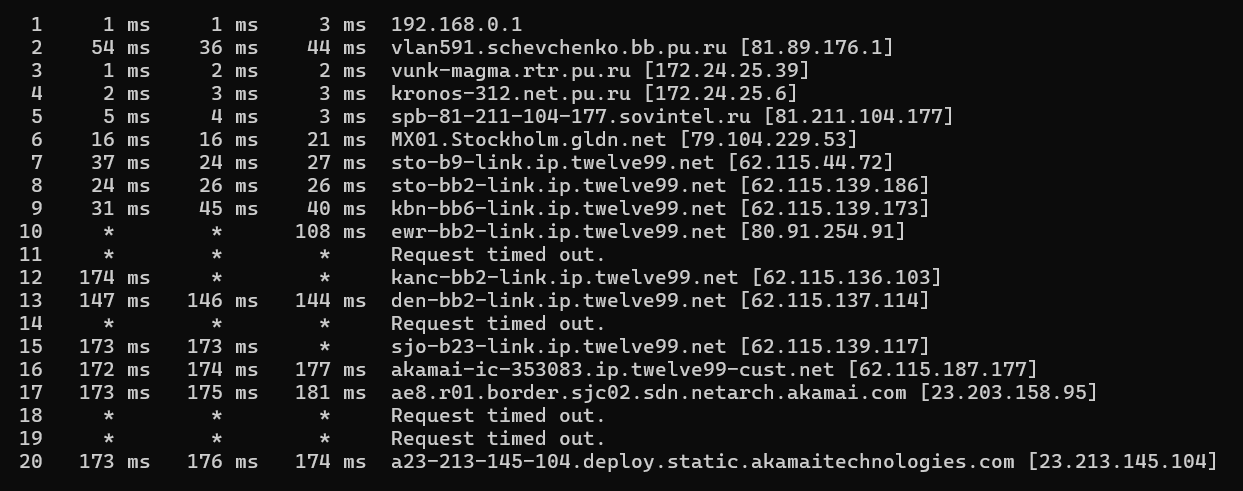 1 1 ms 1 ms 3 ms 192.168.0.1
2 54 ms 36 ms 44 ms vlan591.schevchenko.bb.pu.ru [81.89.176.1]
3 1 ms 2 ms 2 ms vunk-magma.rtr.pu.ru [172.24.25.39]
4 2 ms 3 ms 3 ms kronos-312.net.pu.ru [172.24.25.6]
5 5 ms 4 ms 3 ms spb-81-211-104-177.sovintel.ru [81.211.104.177]
6 16 ms 16 ms 21 ms MX01.Stockholm.gldn.net [79.104.229.53]
7 37 ms 24 ms 27 ms sto-b9-link.ip.twelve99.net [62.115.44.72]
8 24 ms 26 ms 26 ms sto-bb2-link.ip.twelve99.net [62.115.139.186]
9 31 ms 45 ms 40 ms kbn-bb6-link.ip.twelve99.net [62.115.139.173]
10 * * 108 ms ewr-bb2-link.ip.twelve99.net [80.91.254.91]
11 * * * Request timed out.
12 174 ms * * kanc-bb2-link.ip.twelve99.net [62.115.136.103]
13 147 ms 146 ms 144 ms den-bb2-link.ip.twelve99.net [62.115.137.114]
14 * * * Request timed out.
15 173 ms 173 ms * sjo-b23-link.ip.twelve99.net [62.115.139.117]
16 172 ms 174 ms 177 ms akamai-ic-353083.ip.twelve99-cust.net [62.115.187.177]
17 173 ms 175 ms 181 ms ae8.r01.border.sjc02.sdn.netarch.akamai.com [23.203.158.95]
18 * * * Request timed out.
19 * * * Request timed out.
20 173 ms 176 ms 174 ms a23-213-145-104.deploy.static.akamaitechnologies.com [23.213.145.104]